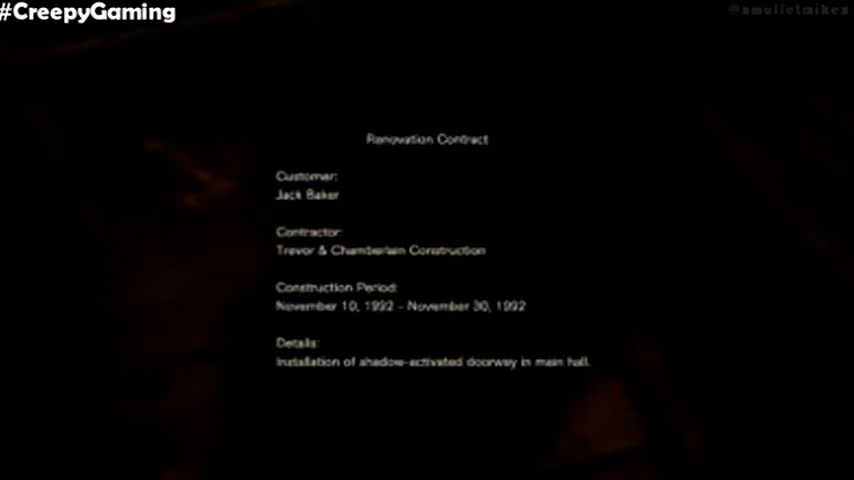 #CreepyGaming
Renovation Contract
Customer:
Jack Baker
Contractor:
Trevor & Chamberlain Construction
Construction Period:
November 10, 1992 – November 30, 1992
Details:
Installation of shadow-activated doorway in main hall.